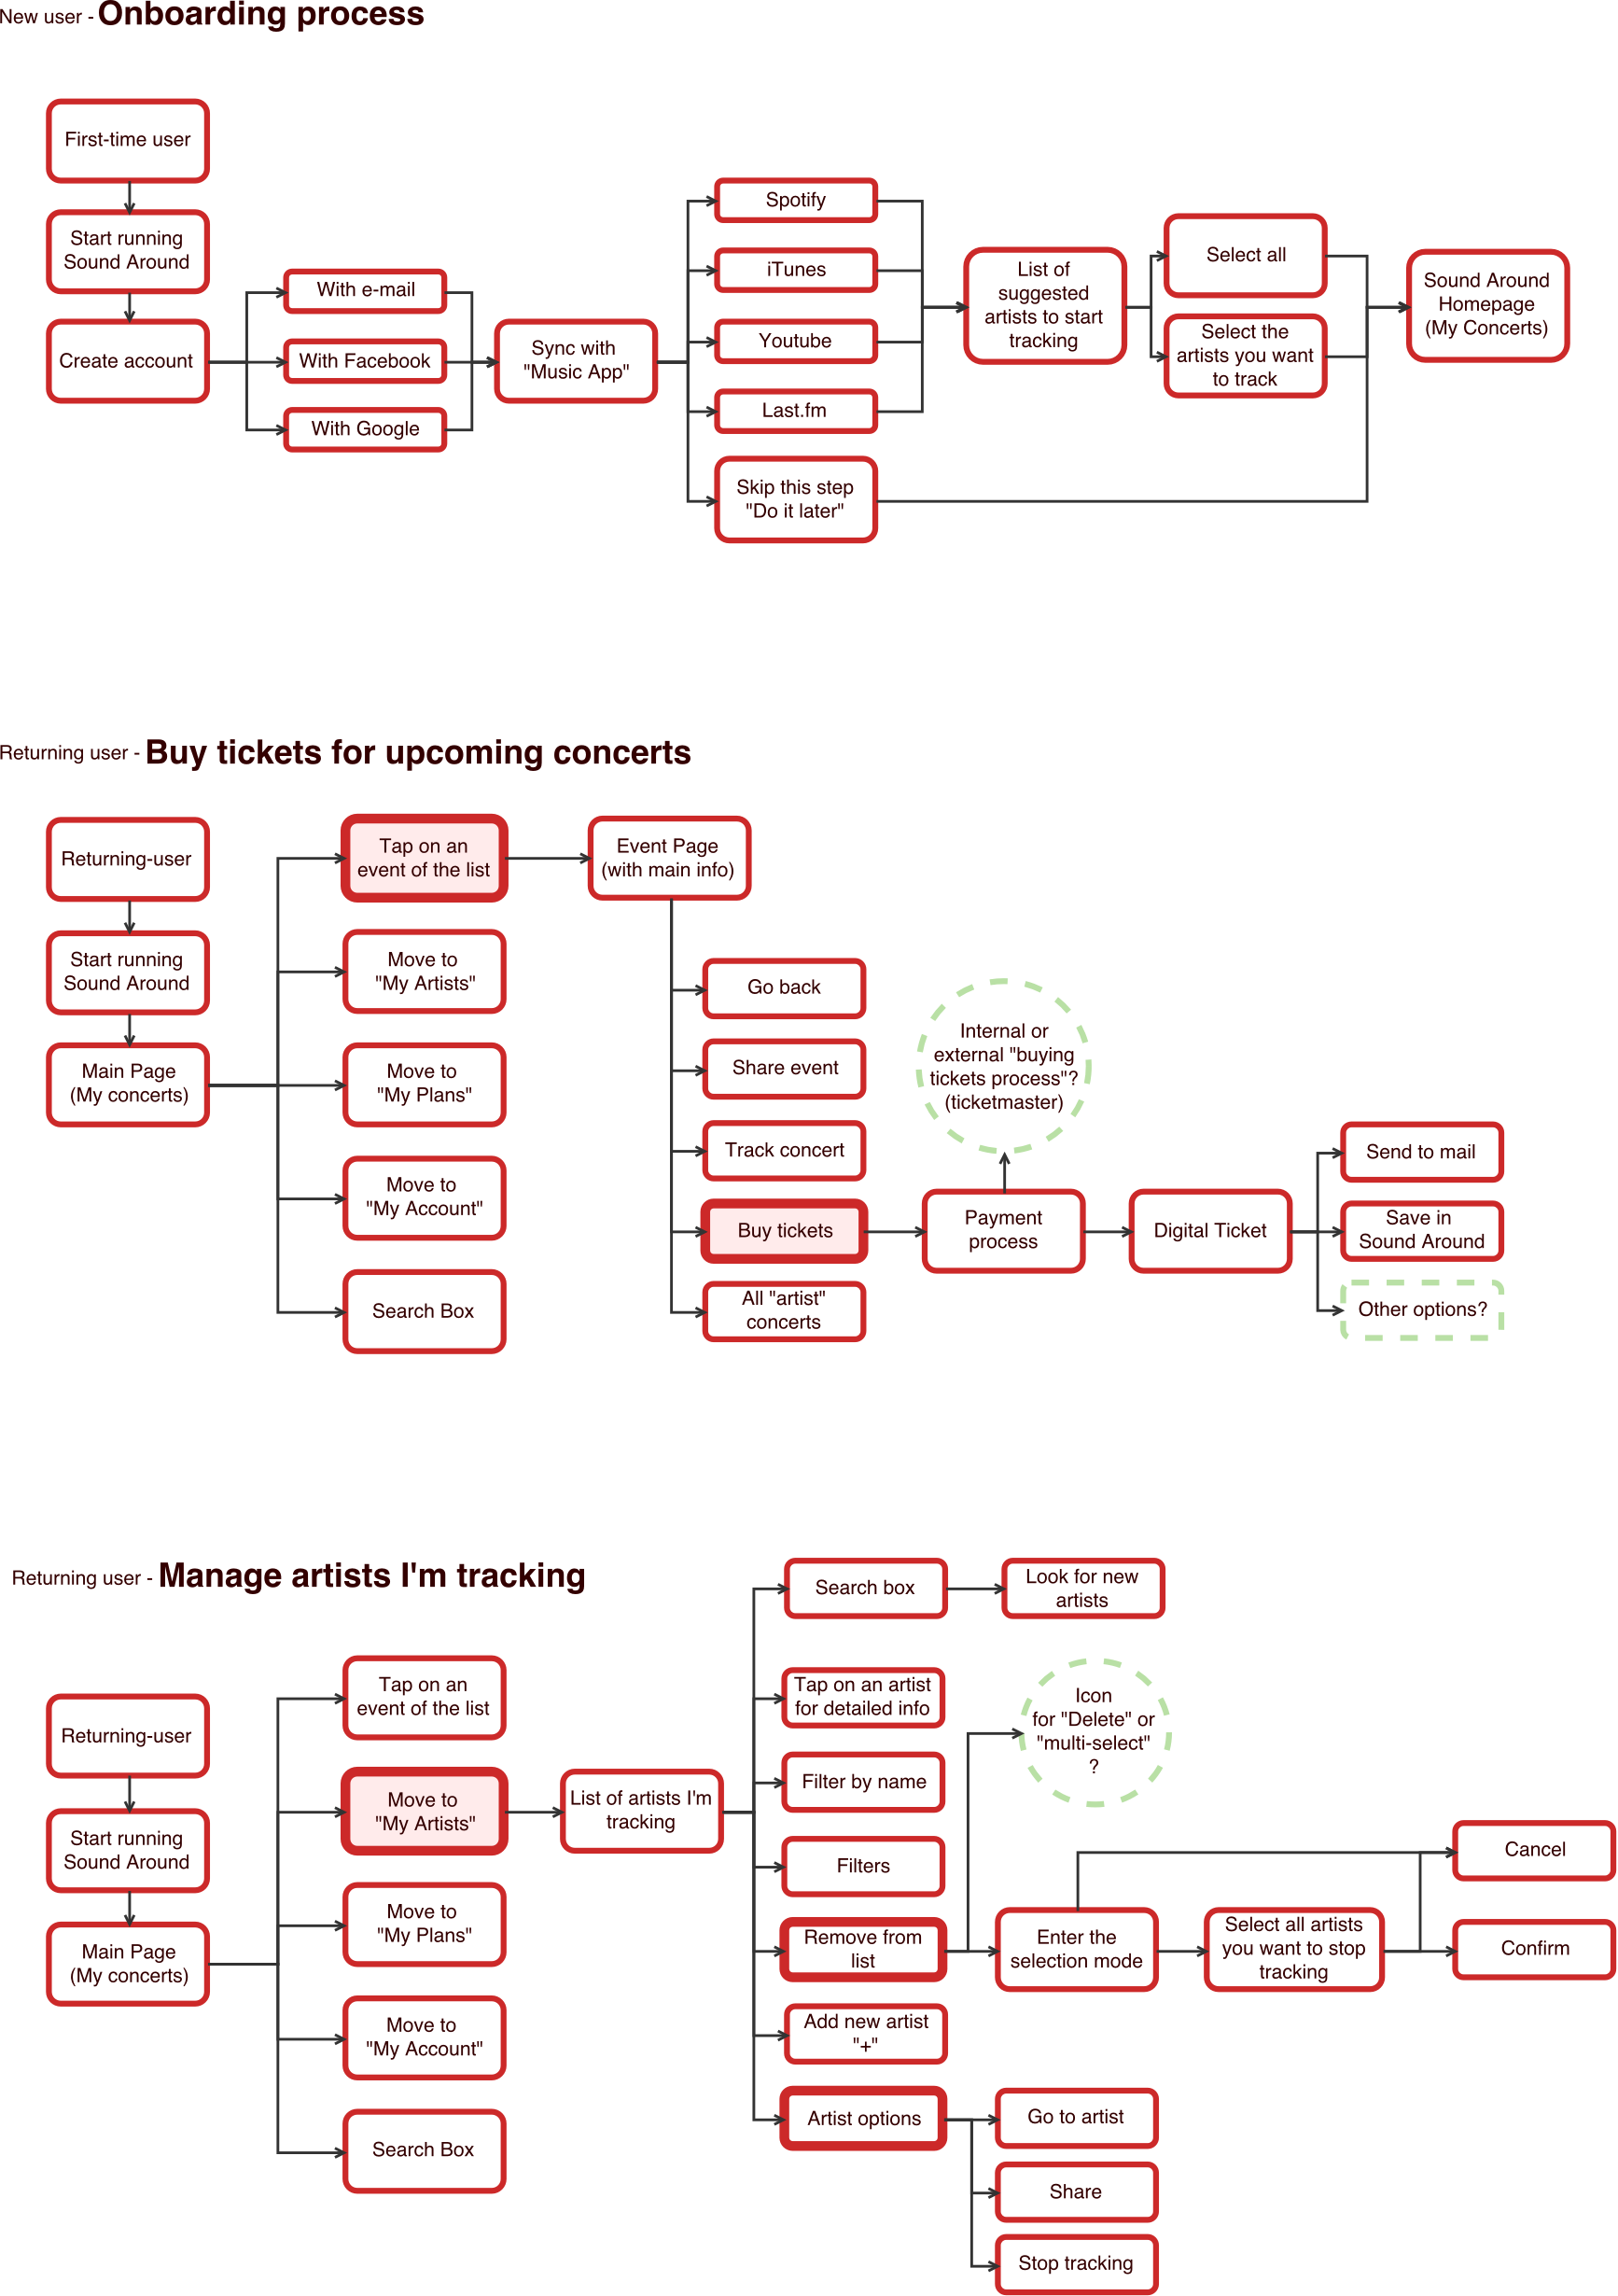 New user - Onboarding process
First-time user
Start running
Sound Around
Create account
With e-mail
With Facebook
With Google
Sync with
"Music App"
Spotify
iTunes
Youtube
Last.fm
Skip this step
"Do it later"
List of
suggested
artists to start
tracking
Select all
Select the
artists you want
to track
Sound Around
Homepage
(My Concerts)
Returning user - Buy tickets for upcoming concerts
Returning-user
Start running
Sound Around
Main Page
(My concerts)
Tap on an
event of the list
Move to
"My Artists"
Move to
"My Plans"
Move to
"My Account"
Search Box
Event Page
(with main info)
Go back
Share event
Track concert
Buy tickets
All "artist"
concerts
Internal or
external "buying
tickets process"?
(ticketmaster)
Payment
process
Digital Ticket
Send to mail
Save in
Sound Around
Other options?
Returning user - Manage artists I'm tracking
Returning-user
Start running
Sound Around
Main Page
(My concerts)
Tap on an
event of the list
Move to
"My Artists"
Move to
"My Plans"
Move to
"My Account"
Search Box
List of artists I'm
tracking
Search box
Look for new
artists
Tap on an artist
for detailed info
Filter by name
Filters
Remove from
list
Add new artist
"+"
Artist options
Icon
for "Delete" or
"multi-select"
?
Enter the
selection mode
Select all artists
you want to stop
tracking
Cancel
Confirm
Go to artist
Share
Stop tracking